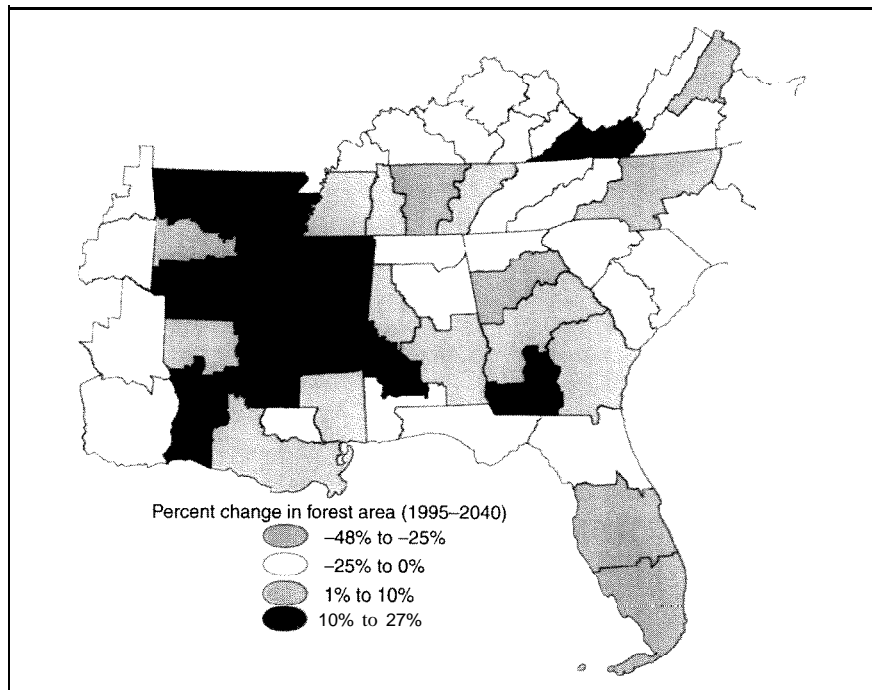 Percent change in forest area (1995–2040)
–48% to –25%
–25% to 0%
1% to 10%
10% to 27%